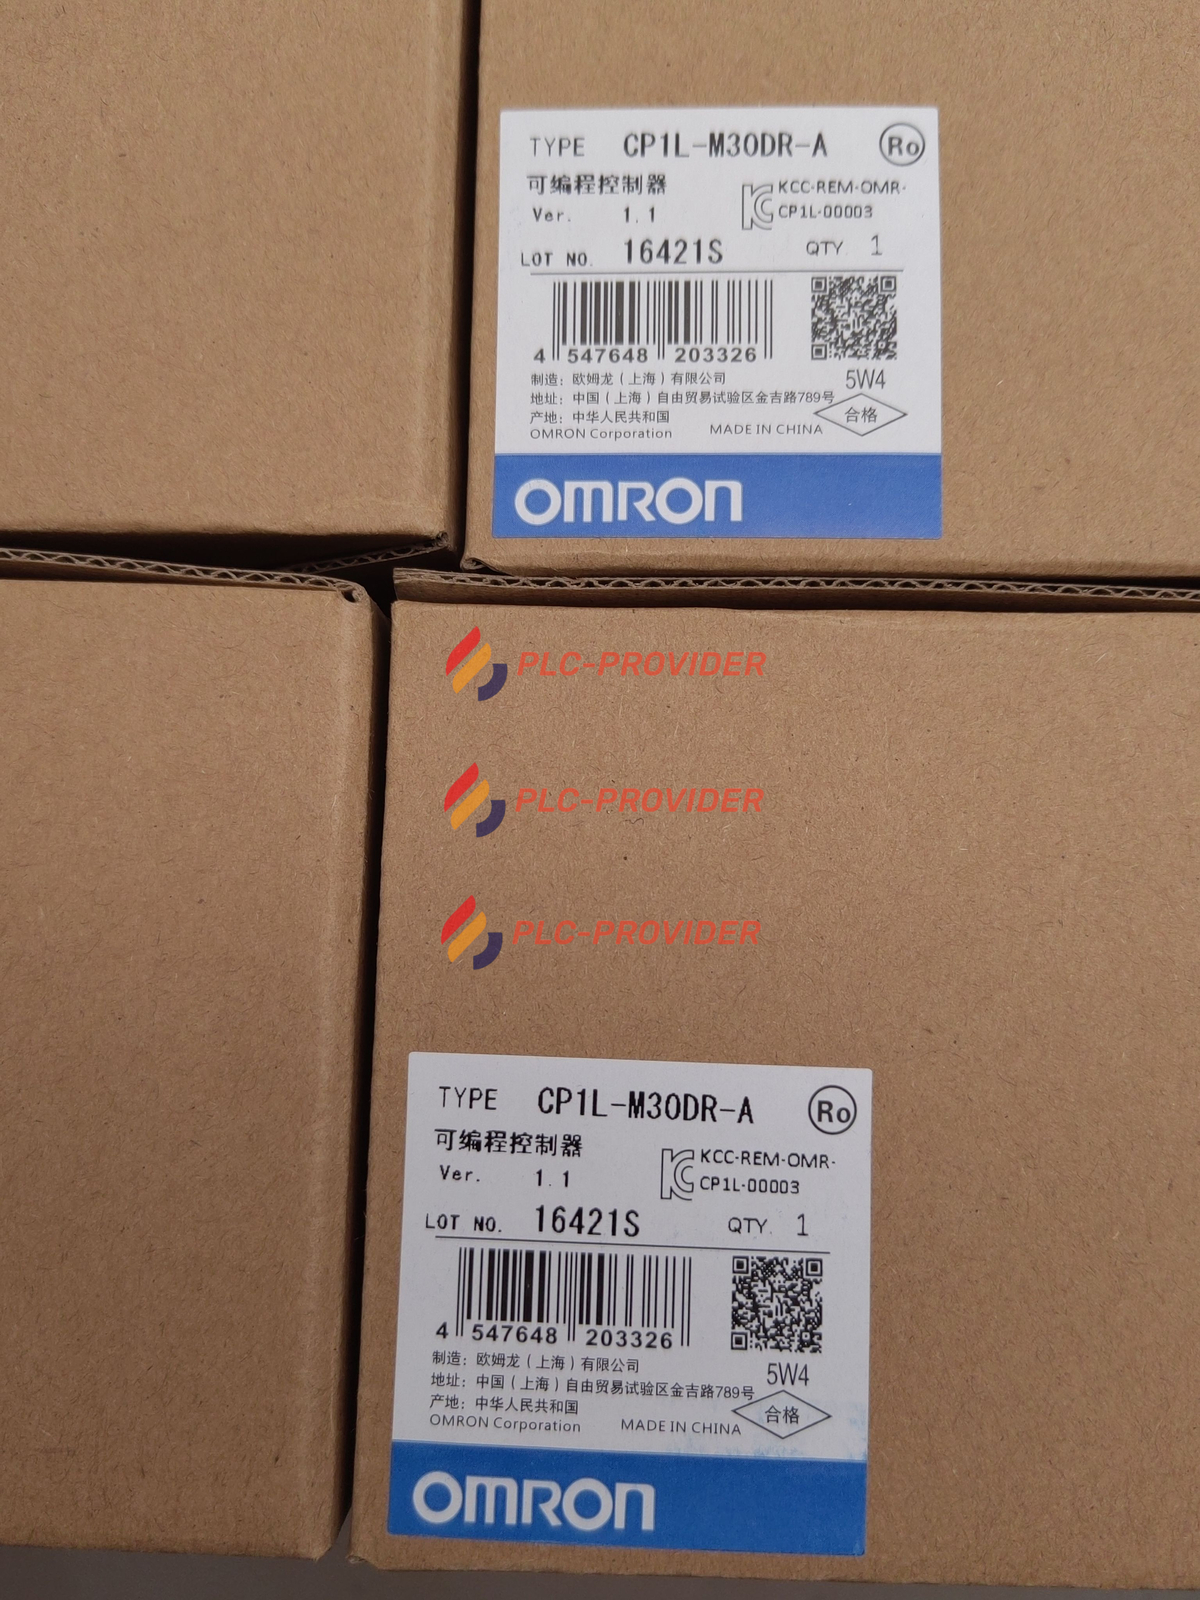 TYPE CP1L-M30DR-A Ro
可编程控制器
KCC-REM-OMR-
Ver. 1.1
CP1L-00003
LOT NO. 16421S QTY. 1
4 547648 203326
5W4
制造：欧姆龙（上海）有限公司
地址：中国（上海）自由贸易试验区金吉路789号
产地：中华人民共和国
合格
OMRON Corporation MADE IN CHINA
OMRON
PLC-PROVIDER
PLC-PROVIDER
PLC-PROVIDER
TYPE CP1L-M30DR-A Ro
可编程控制器
KCC-REM-OMR-
Ver. 1.1
CP1L-00003
LOT NO. 16421S QTY. 1
4 547648 203326
5W4
制造：欧姆龙（上海）有限公司
地址：中国（上海）自由贸易试验区金吉路789号
产地：中华人民共和国
合格
OMRON Corporation MADE IN CHINA
OMRON